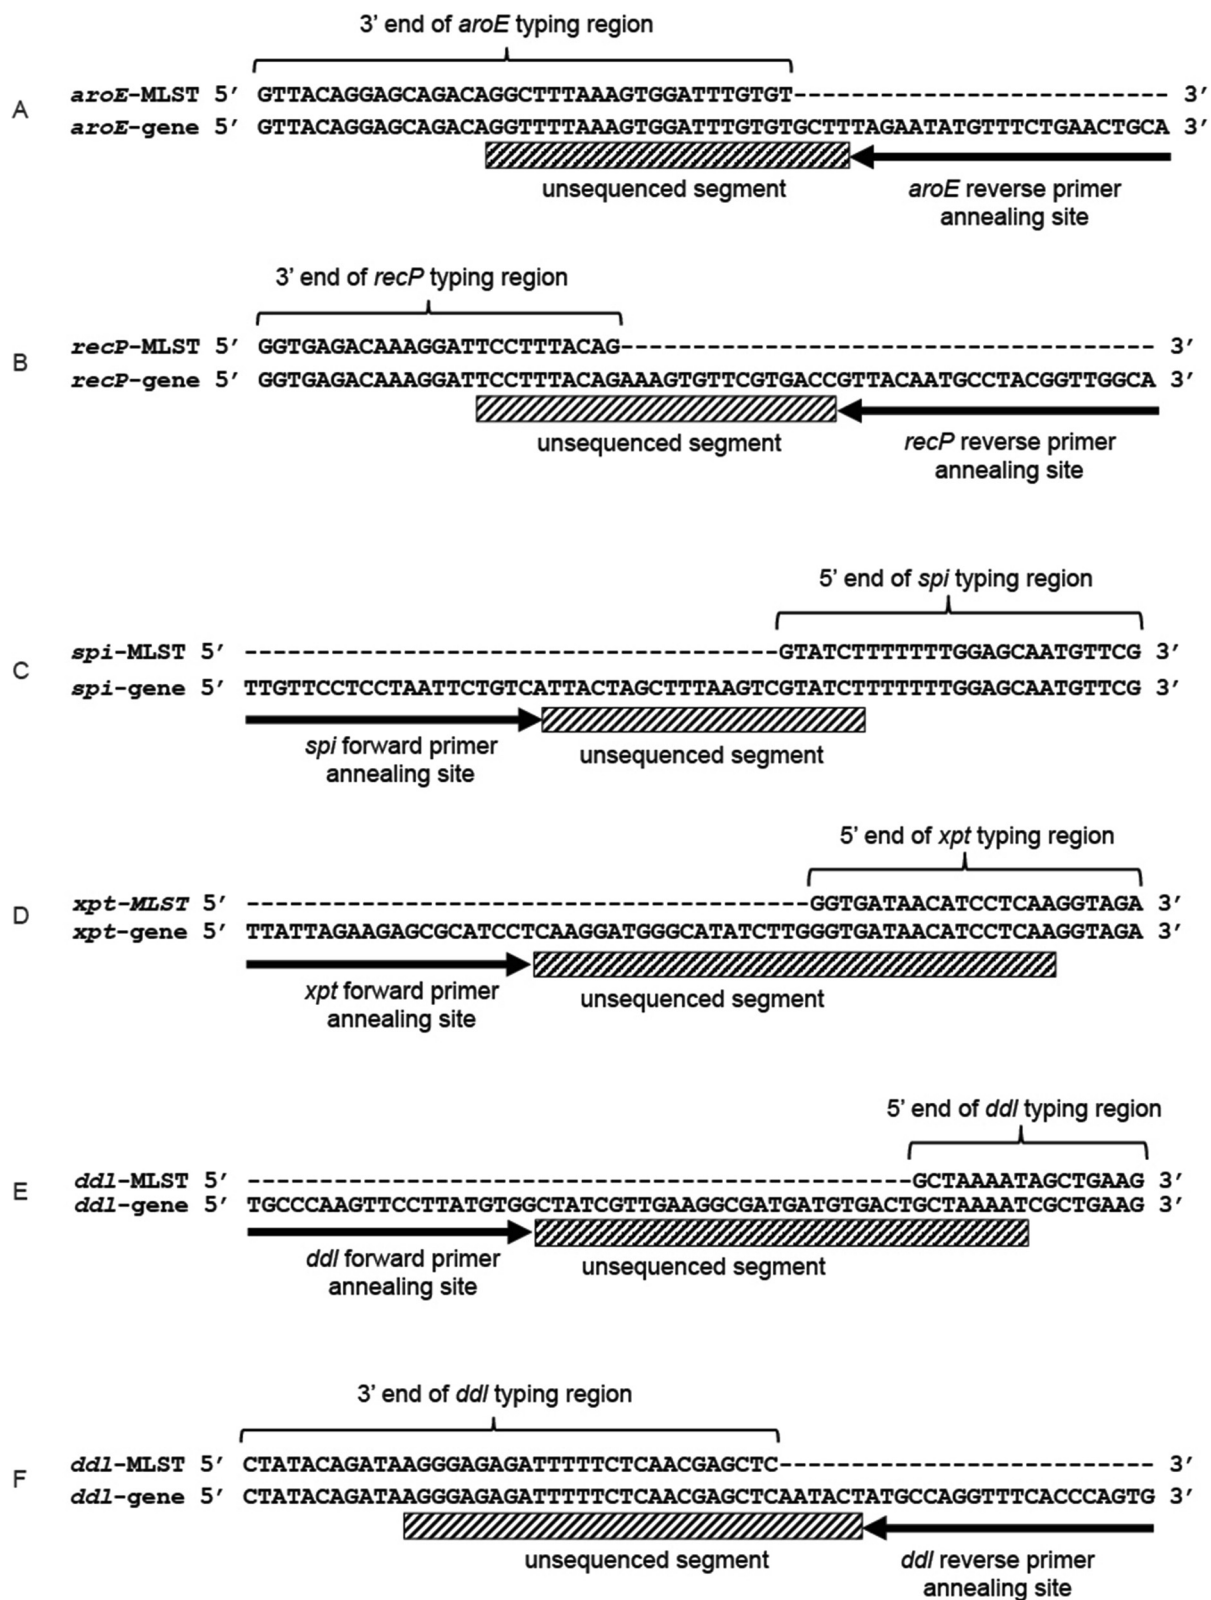 3’ end of aroE typing region
A
aroE-MLST 5’ GTTACAGGAGCAGACAGGCTTTAAAGTGGATTTGTGT-------------------------- 3’
aroE-gene 5’ GTTACAGGAGCAGACAGGTTTTAAAGTGGATTTGTGTGCTTTAGAATATGTTTCTGAACTGCA 3’
unsequenced segment
aroE reverse primer
annealing site
3’ end of recP typing region
B
recP-MLST 5’ GGTGAGACAAAGGATTCCTTTACAG------------------------------------- 3’
recP-gene 5’ GGTGAGACAAAGGATTCCTTTACAGAAAGTGTTCGTGACCGTTACAATGCCTACGGTTGGCA 3’
unsequenced segment
recP reverse primer
annealing site
5’ end of spi typing region
C
spi-MLST 5’ -------------------------------------GTATCTTTTTTTGGAGCAATGTTCG 3’
spi-gene 5’ TTGTTCCTCCTAATTCTGTCATTACTAGCTTTAAGTCGTATCTTTTTTTGGAGCAATGTTCG 3’
spi forward primer
annealing site
unsequenced segment
5’ end of xpt typing region
D
xpt-MLST 5’ ---------------------------------------GGTGATAACATCCTCAAGGTAGA 3’
xpt-gene 5’ TTATTAGAAGAGCGCATCCTCAAGGATGGGCATATCTTGGGTGATAACATCCTCAAGGTAGA 3’
xpt forward primer
annealing site
unsequenced segment
5’ end of ddl typing region
E
ddl-MLST 5’ ----------------------------------------------GCTAAAATAGCTGAAG 3’
ddl-gene 5’ TGCCCAAGTTCCTTATGTGGCTATCGTTGAAGGCGATGATGTGACTGCTAAAATCGCTGAAG 3’
ddl forward primer
annealing site
unsequenced segment
3’ end of ddl typing region
F
ddl-MLST 5’ CTATACAGATAAGGGAGAGATTTTTCTCAACGAGCTC-------------------------- 3’
ddl-gene 5’ CTATACAGATAAGGGAGAGATTTTTCTCAACGAGCTCAATACTATGCCAGGTTTCACCCAGTG 3’
unsequenced segment
ddl reverse primer
annealing site